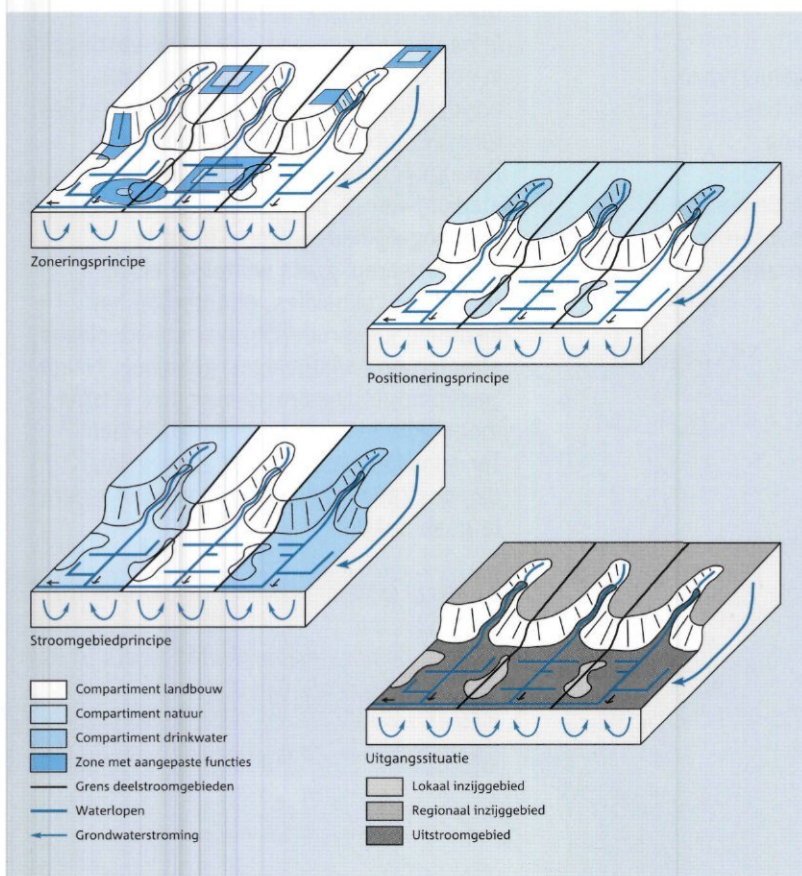 Zoneringsprincipe
Positioneringsprincipe
Stroomgebiedprincipe
Compartiment landbouw
Compartiment natuur
Compartiment drinkwater
Zone met aangepaste functies
Grens deelstroomgebieden
Waterlopen
Grondwaterstroming
Uitgangssituatie
Lokaal inzijggebied
Regionaal inzijggebied
Uitstroomgebied